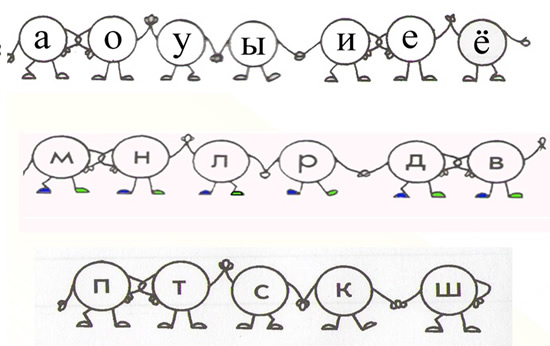 а о у ы и е ё
м н л р д в
п т с к ш